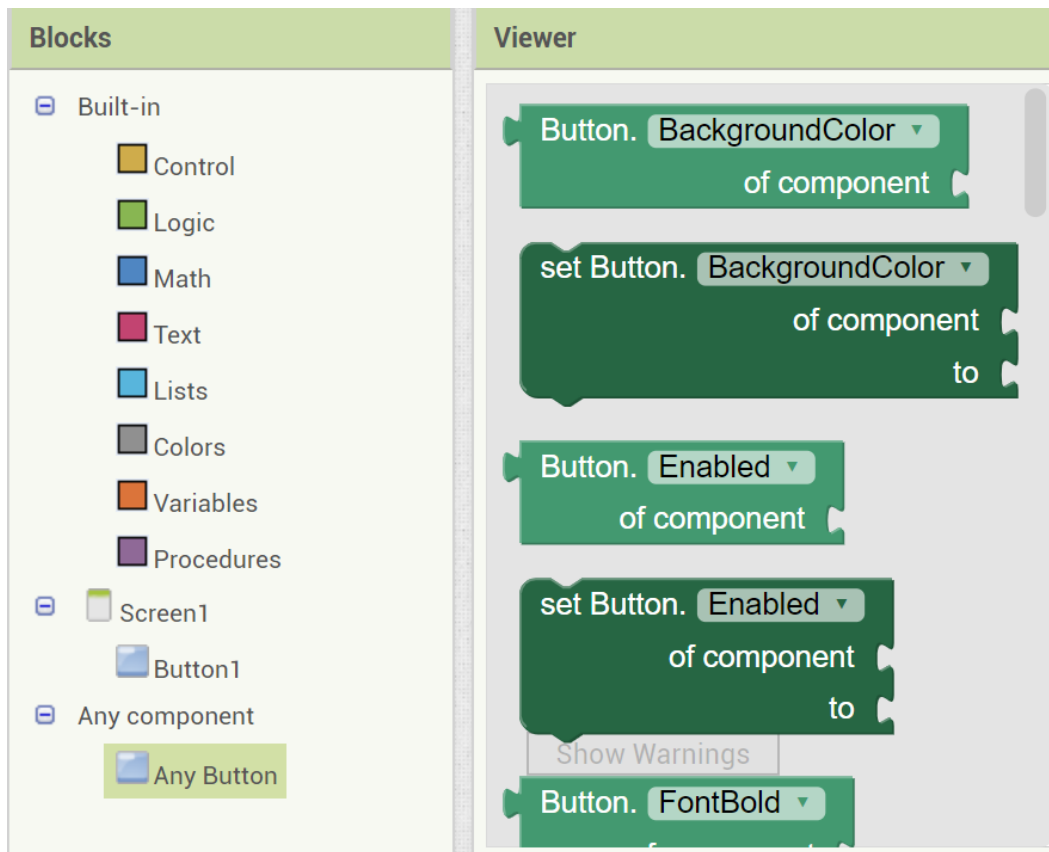 Blocks
Built-in
Control
Logic
Math
Text
Lists
Colors
Variables
Procedures
Screen1
Button1
Any component
Any Button
Viewer
Button. BackgroundColor
of component
set Button. BackgroundColor
of component
to
Button. Enabled
of component
set Button. Enabled
of component
to
Show Warnings
Button. FontBold